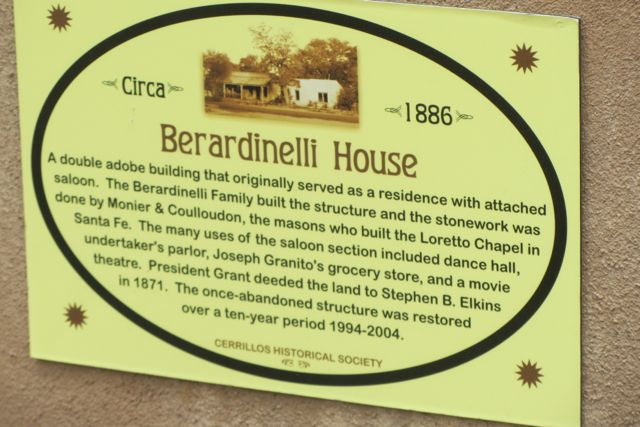 Circa 1886
Berardinelli House
A double adobe building that originally served as a residence with attached
saloon. The Berardinelli Family built the structure and the stonework was
done by Monier & Coulloudon, the masons who built the Loretto Chapel in
Santa Fe. The many uses of the saloon section included dance hall,
undertaker's parlor, Joseph Granito's grocery store, and a movie
theatre. President Grant deeded the land to Stephen B. Elkins
in 1871. The once-abandoned structure was restored
over a ten-year period 1994-2004.
CERRILLOS HISTORICAL SOCIETY